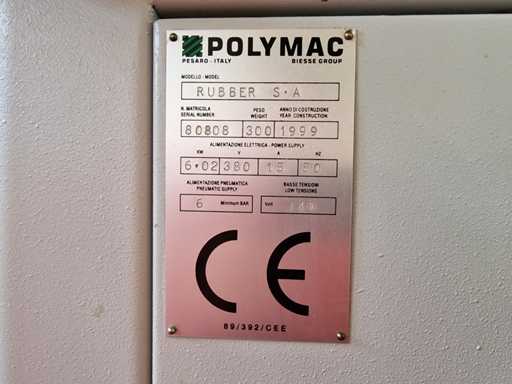 POLYMAC
PESARO - ITALY BIESSE GROUP
MODELLO - MODEL
RUBBER S.A
N. MATRICOLA PESO ANNO DI COSTRUZIONE
SERIAL NUMBER WEIGHT YEAR CONSTRUCTION
80808 300 1999
ALIMENTAZIONE ELETTRICA - POWER SUPPLY
KW V A HZ
6.02 380 15 50
ALIMENTAZIONE PNEUMATICA BASSE TENSIONI
PNEUMATIC SUPPLY LOW TENSIONS
6 Minimum BAR Volt
CE
89/392/CEE